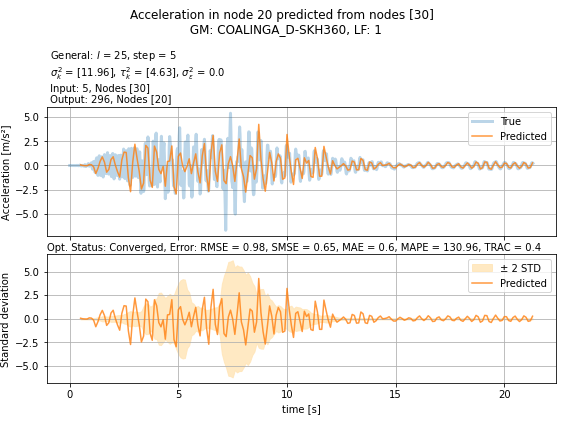 Acceleration in node 20 predicted from nodes [30]
GM: COALINGA_D-SKH360, LF: 1
General: l = 25, step = 5
σ²ₖ = [11.96], τ²ₖ = [4.63], σ²ε = 0.0
Input: 5, Nodes [30]
Output: 296, Nodes [20]
Acceleration [m/s²]
5.0
2.5
0.0
−2.5
−5.0
True
Predicted
Opt. Status: Converged, Error: RMSE = 0.98, SMSE = 0.65, MAE = 0.6, MAPE = 130.96, TRAC = 0.4
Standard deviation
5.0
2.5
0.0
−2.5
−5.0
± 2 STD
Predicted
0
5
10
15
20
time [s]